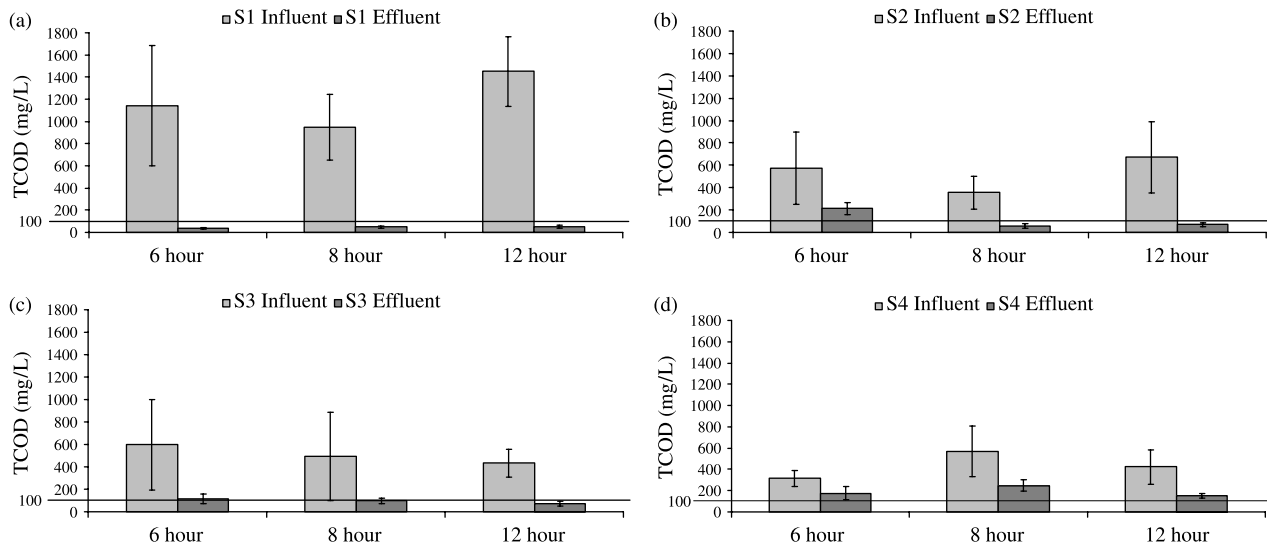 (a)
S1 Influent S1 Effluent
TCOD (mg/L)
1800
1600
1400
1200
1000
800
600
400
200
100
0
6 hour 8 hour 12 hour
(b)
S2 Influent S2 Effluent
TCOD (mg/L)
1800
1600
1400
1200
1000
800
600
400
200
100
0
6 hour 8 hour 12 hour
(c)
S3 Influent S3 Effluent
TCOD (mg/L)
1800
1600
1400
1200
1000
800
600
400
200
100
0
6 hour 8 hour 12 hour
(d)
S4 Influent S4 Effluent
TCOD (mg/L)
1800
1600
1400
1200
1000
800
600
400
200
100
0
6 hour 8 hour 12 hour